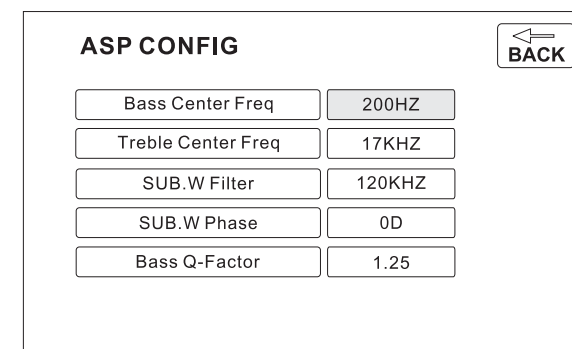 ASP CONFIG
BACK
Bass Center Freq 200HZ
Treble Center Freq 17KHZ
SUB.W Filter 120KHZ
SUB.W Phase 0D
Bass Q-Factor 1.25